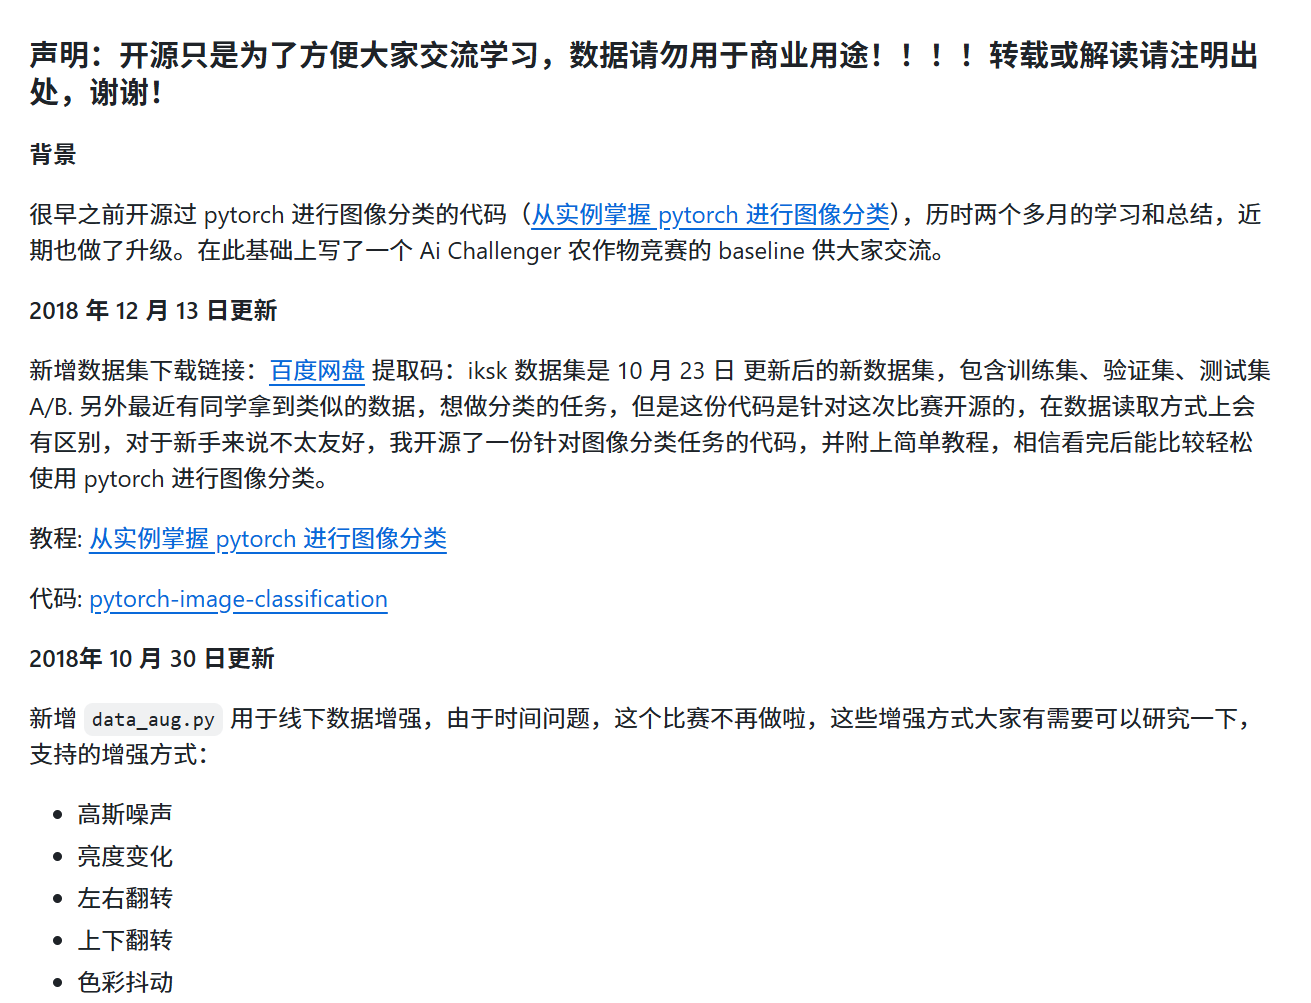 声明：开源只是为了方便大家交流学习，数据请勿用于商业用途！！！！转载或解读请注明出
处，谢谢！
背景
很早之前开源过 pytorch 进行图像分类的代码（从实例掌握 pytorch 进行图像分类），历时两个多月的学习和总结，近
期也做了升级。在此基础上写了一个 Ai Challenger 农作物竞赛的 baseline 供大家交流。
2018 年 12 月 13 日更新
新增数据集下载链接：百度网盘 提取码：iksk 数据集是 10 月 23 日 更新后的新数据集，包含训练集、验证集、测试集
A/B. 另外最近有同学拿到类似的数据，想做分类的任务，但是这份代码是针对这次比赛开源的，在数据读取方式上会
有区别，对于新手来说不太友好，我开源了一份针对图像分类任务的代码，并附上简单教程，相信看完后能比较轻松
使用 pytorch 进行图像分类。
教程: 从实例掌握 pytorch 进行图像分类
代码: pytorch-image-classification
2018年 10 月 30 日更新
新增 data_aug.py 用于线下数据增强，由于时间问题，这个比赛不再做啦，这些增强方式大家有需要可以研究一下，
支持的增强方式：
• 高斯噪声
• 亮度变化
• 左右翻转
• 上下翻转
• 色彩抖动